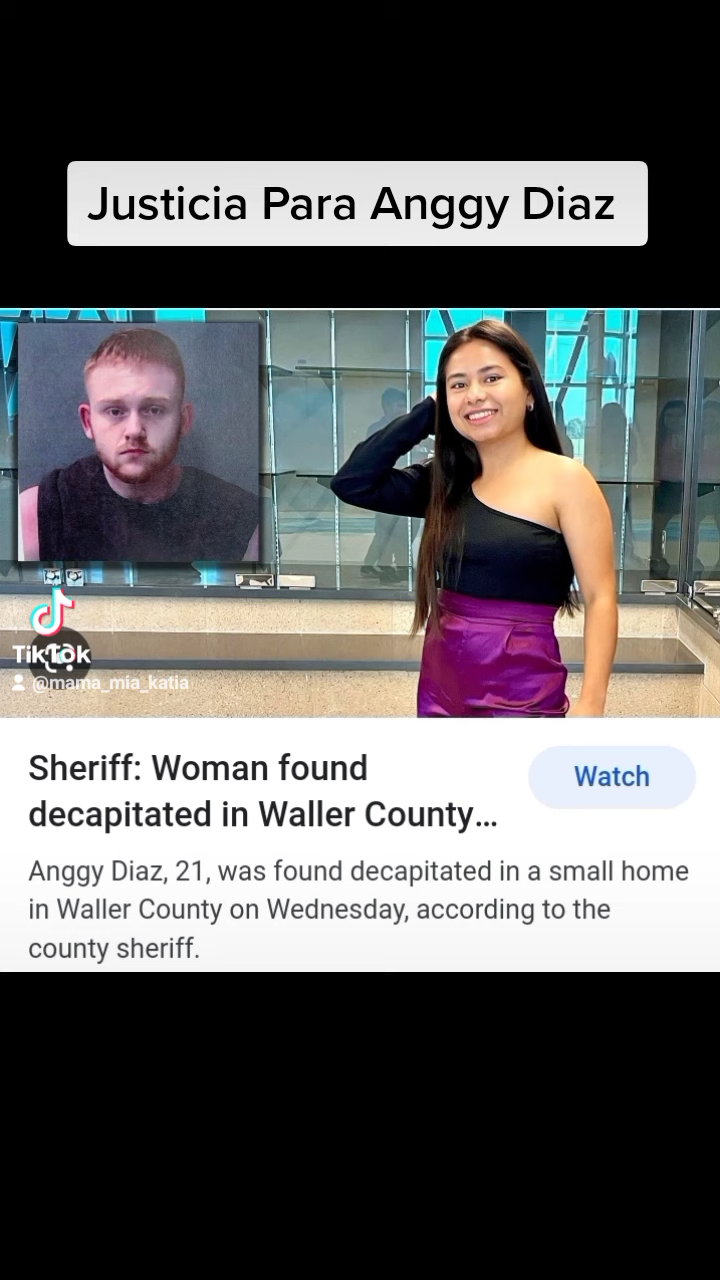 Justicia Para Anggy Diaz
TikTok
@mama_mia_katia
Sheriff: Woman found
decapitated in Waller County...
Watch
Anggy Diaz, 21, was found decapitated in a small home
in Waller County on Wednesday, according to the
county sheriff.